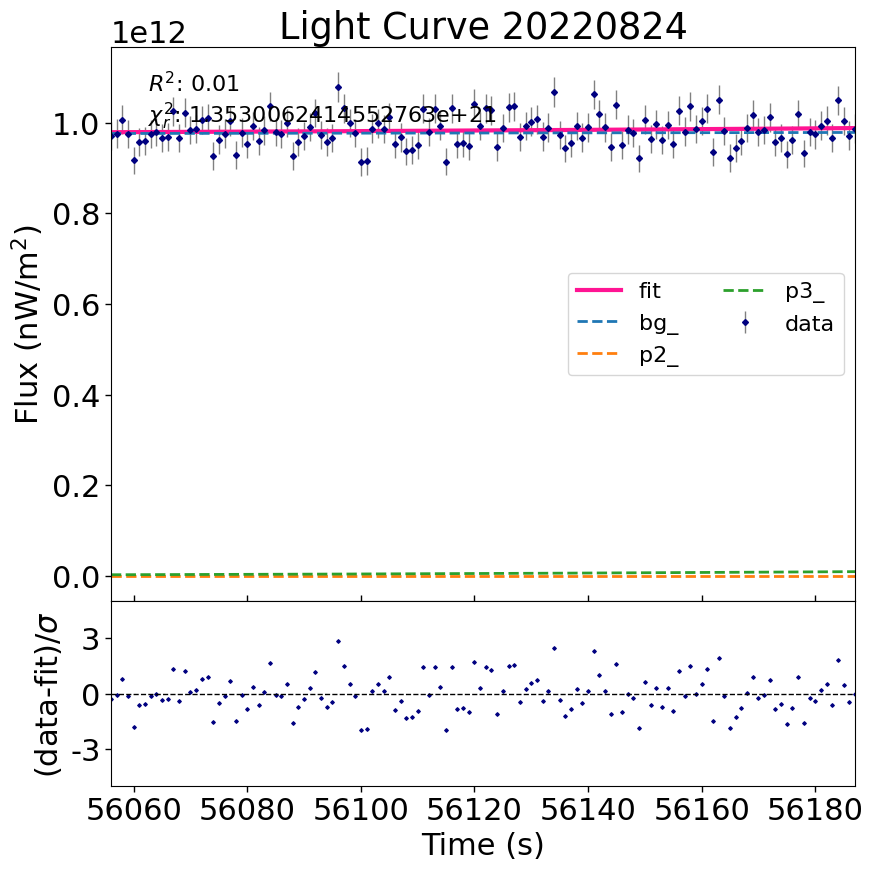 Light Curve 20220824
1e12
R²: 0.01
χ²ᵣ: 1.3530062414552763e+21
1.0
0.8
0.6
0.4
0.2
0.0
Flux (nW/m²)
fit
bg_
p2_
p3_
data
3
0
-3
(data-fit)/σ
56060 56080 56100 56120 56140 56160 56180
Time (s)